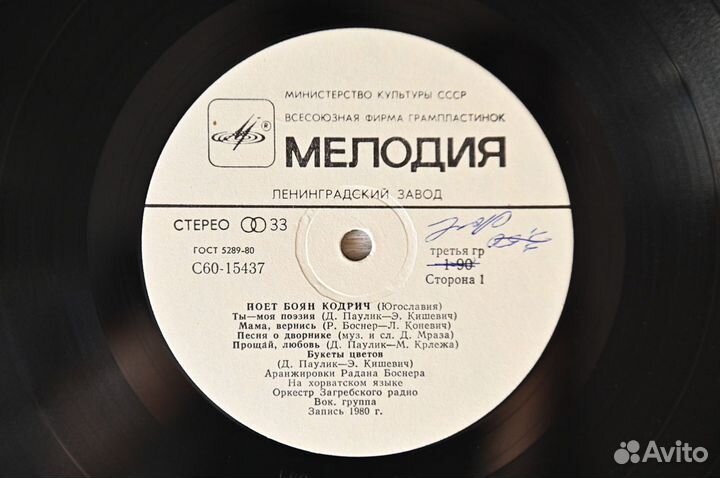 МИНИСТЕРСТВО КУЛЬТУРЫ СССР
ВСЕСОЮЗНАЯ ФИРМА ГРАМПЛАСТИНОК
®
МЕЛОДИЯ
ЛЕНИНГРАДСКИЙ ЗАВОД
СТЕРЕО 33
ГОСТ 5289-80
С60-15437
третья гр
1-90
Сторона 1
ПОЕТ БОЯН КОДРИЧ (Югославия)
Ты—моя поэзия (Д. Паулик—Э. Кишевич)
Мама, вернись (Р. Боснер—Л. Коневич)
Песня о дворнике (муз. и сл. Д. Мраза)
Прощай, любовь (Д. Паулик—М. Крлежа)
Букеты цветов
(Д. Паулик—Э. Кишевич)
Аранжировки Радана Боснера
На хорватском языке
Оркестр Загребского радио
Вок. группа
Запись 1980 г.
Avito